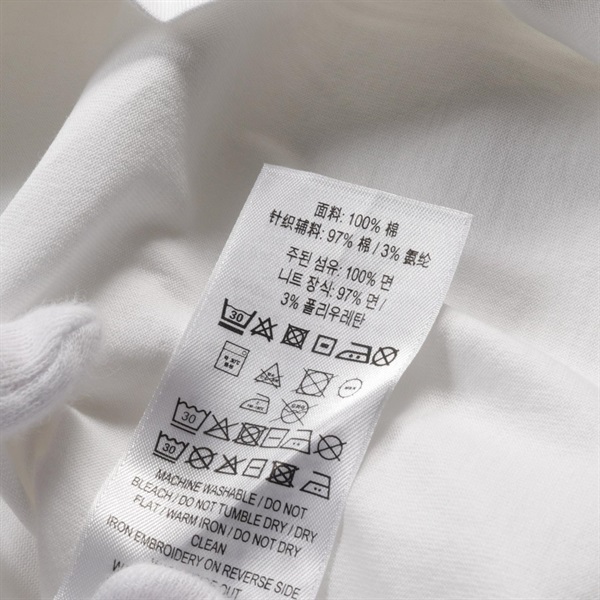 面料: 100% 棉
针织辅料: 97% 棉 / 3% 氨纶
주된 섬유: 100% 면
니트 장식: 97% 면 /
3% 폴리우레탄
30
30
30
MACHINE WASHABLE / DO NOT
BLEACH / DO NOT TUMBLE DRY / DRY
FLAT / WARM IRON / DO NOT DRY
CLEAN
IRON EMBROIDERY ON REVERSE SIDE
OUT